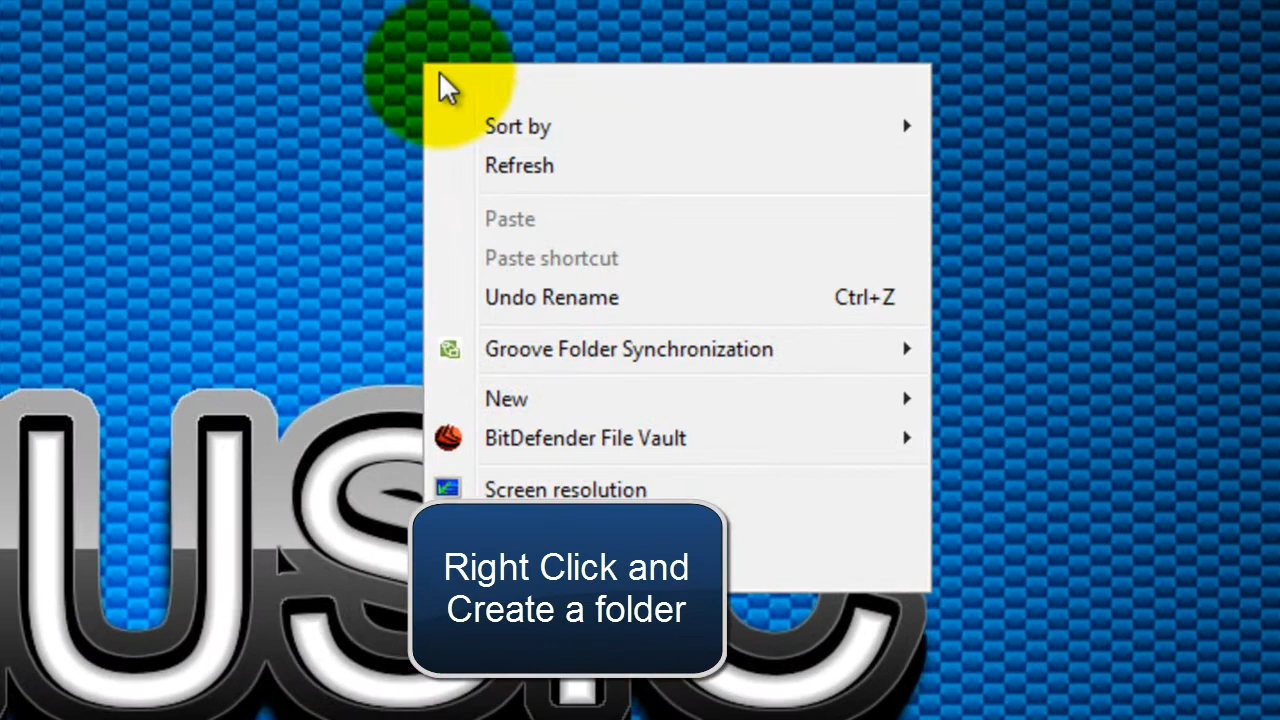 Sort by
Refresh
Paste
Paste shortcut
Undo Rename Ctrl+Z
Groove Folder Synchronization
New
BitDefender File Vault
Screen resolution
Right Click and
Create a folder